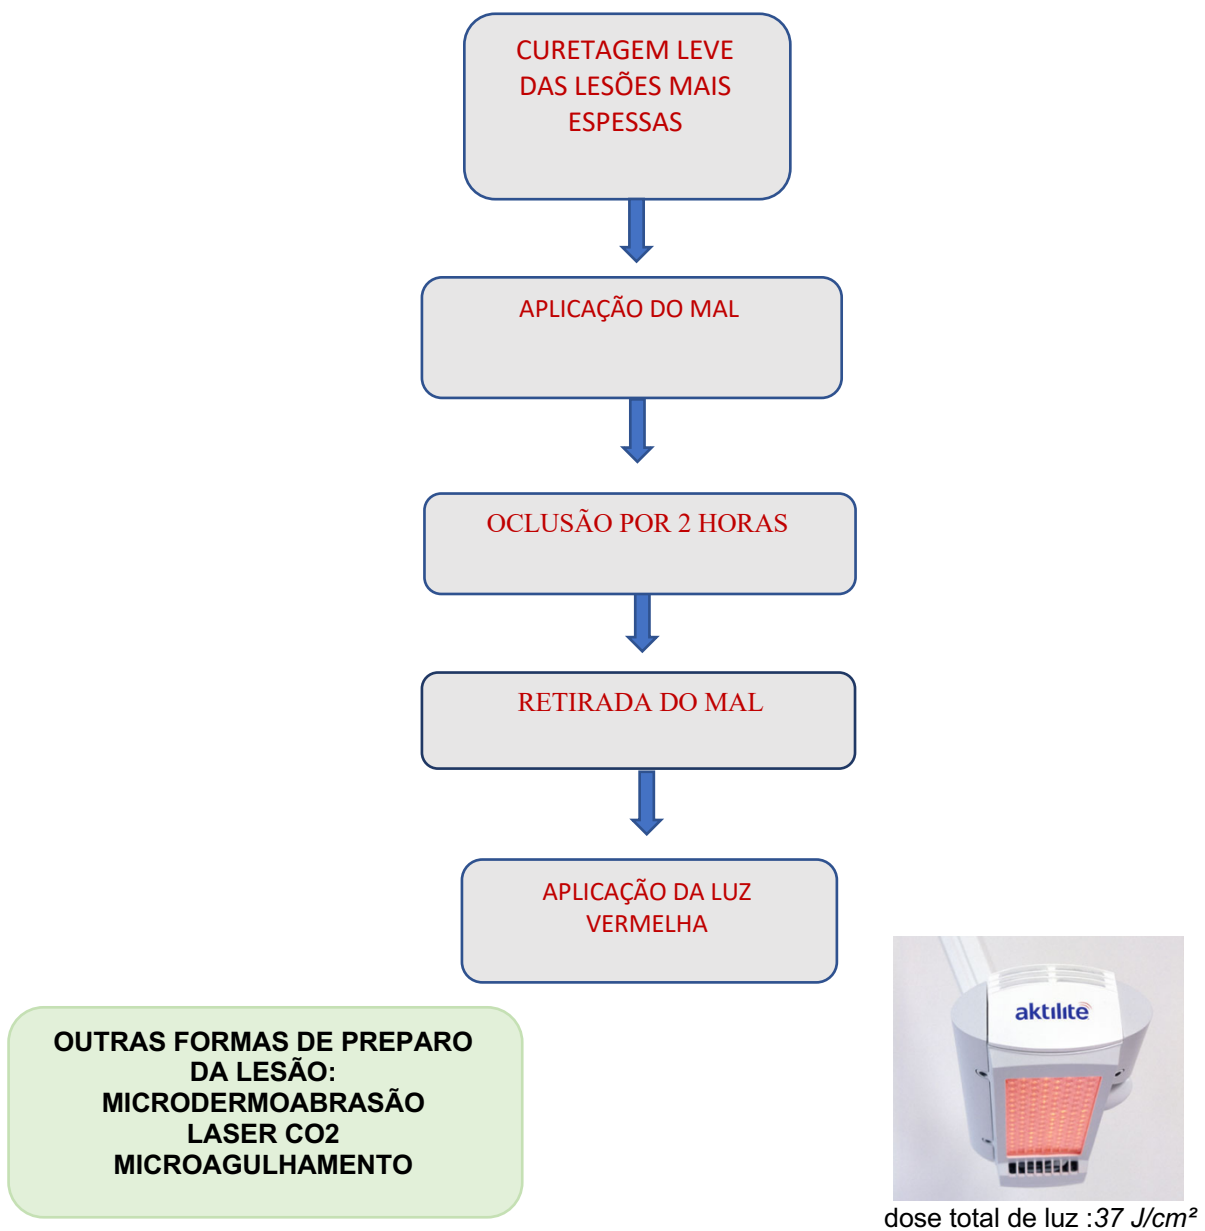 CURETAGEM LEVE
DAS LESÕES MAIS
ESPESSAS
APLICAÇÃO DO MAL
OCLUSÃO POR 2 HORAS
RETIRADA DO MAL
APLICAÇÃO DA LUZ
VERMELHA
OUTRAS FORMAS DE PREPARO
DA LESÃO:
MICRODERMOABRASÃO
LASER CO2
MICROAGULHAMENTO
aktilite
dose total de luz :37 J/cm²